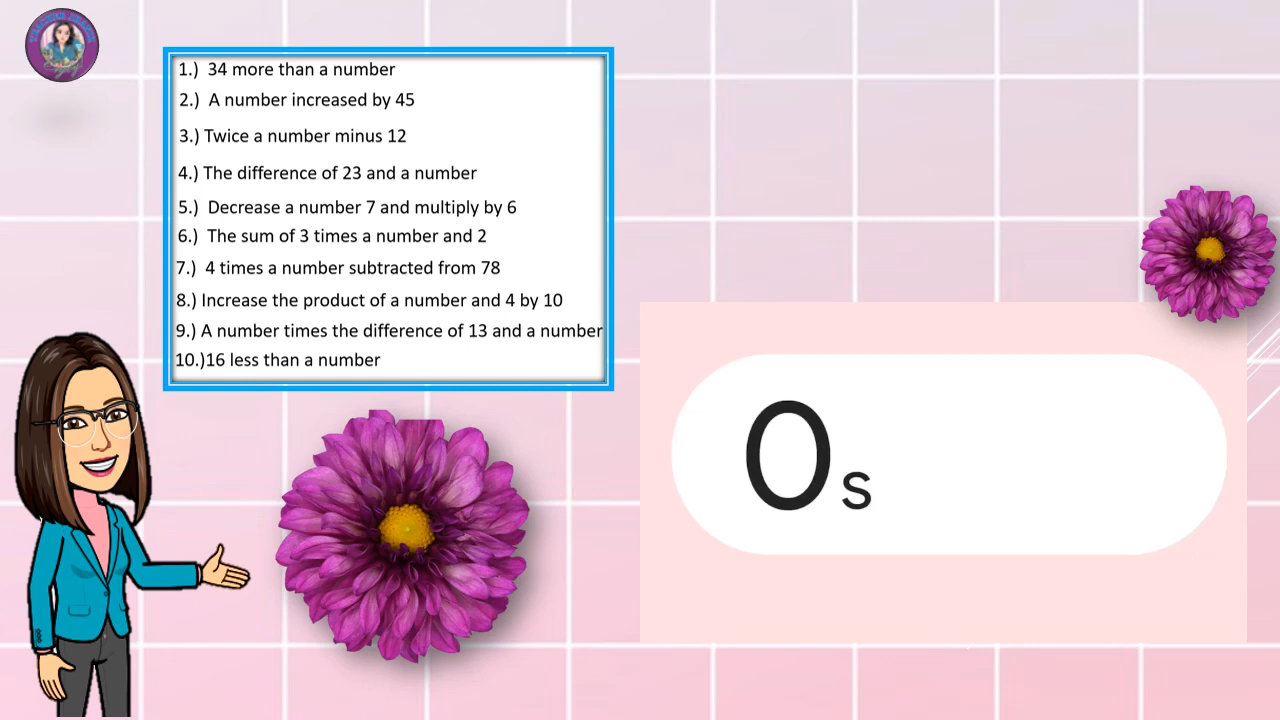 1.) 34 more than a number
2.) A number increased by 45
3.) Twice a number minus 12
4.) The difference of 23 and a number
5.) Decrease a number 7 and multiply by 6
6.) The sum of 3 times a number and 2
7.) 4 times a number subtracted from 78
8.) Increase the product of a number and 4 by 10
9.) A number times the difference of 13 and a number
10.)16 less than a number
0s